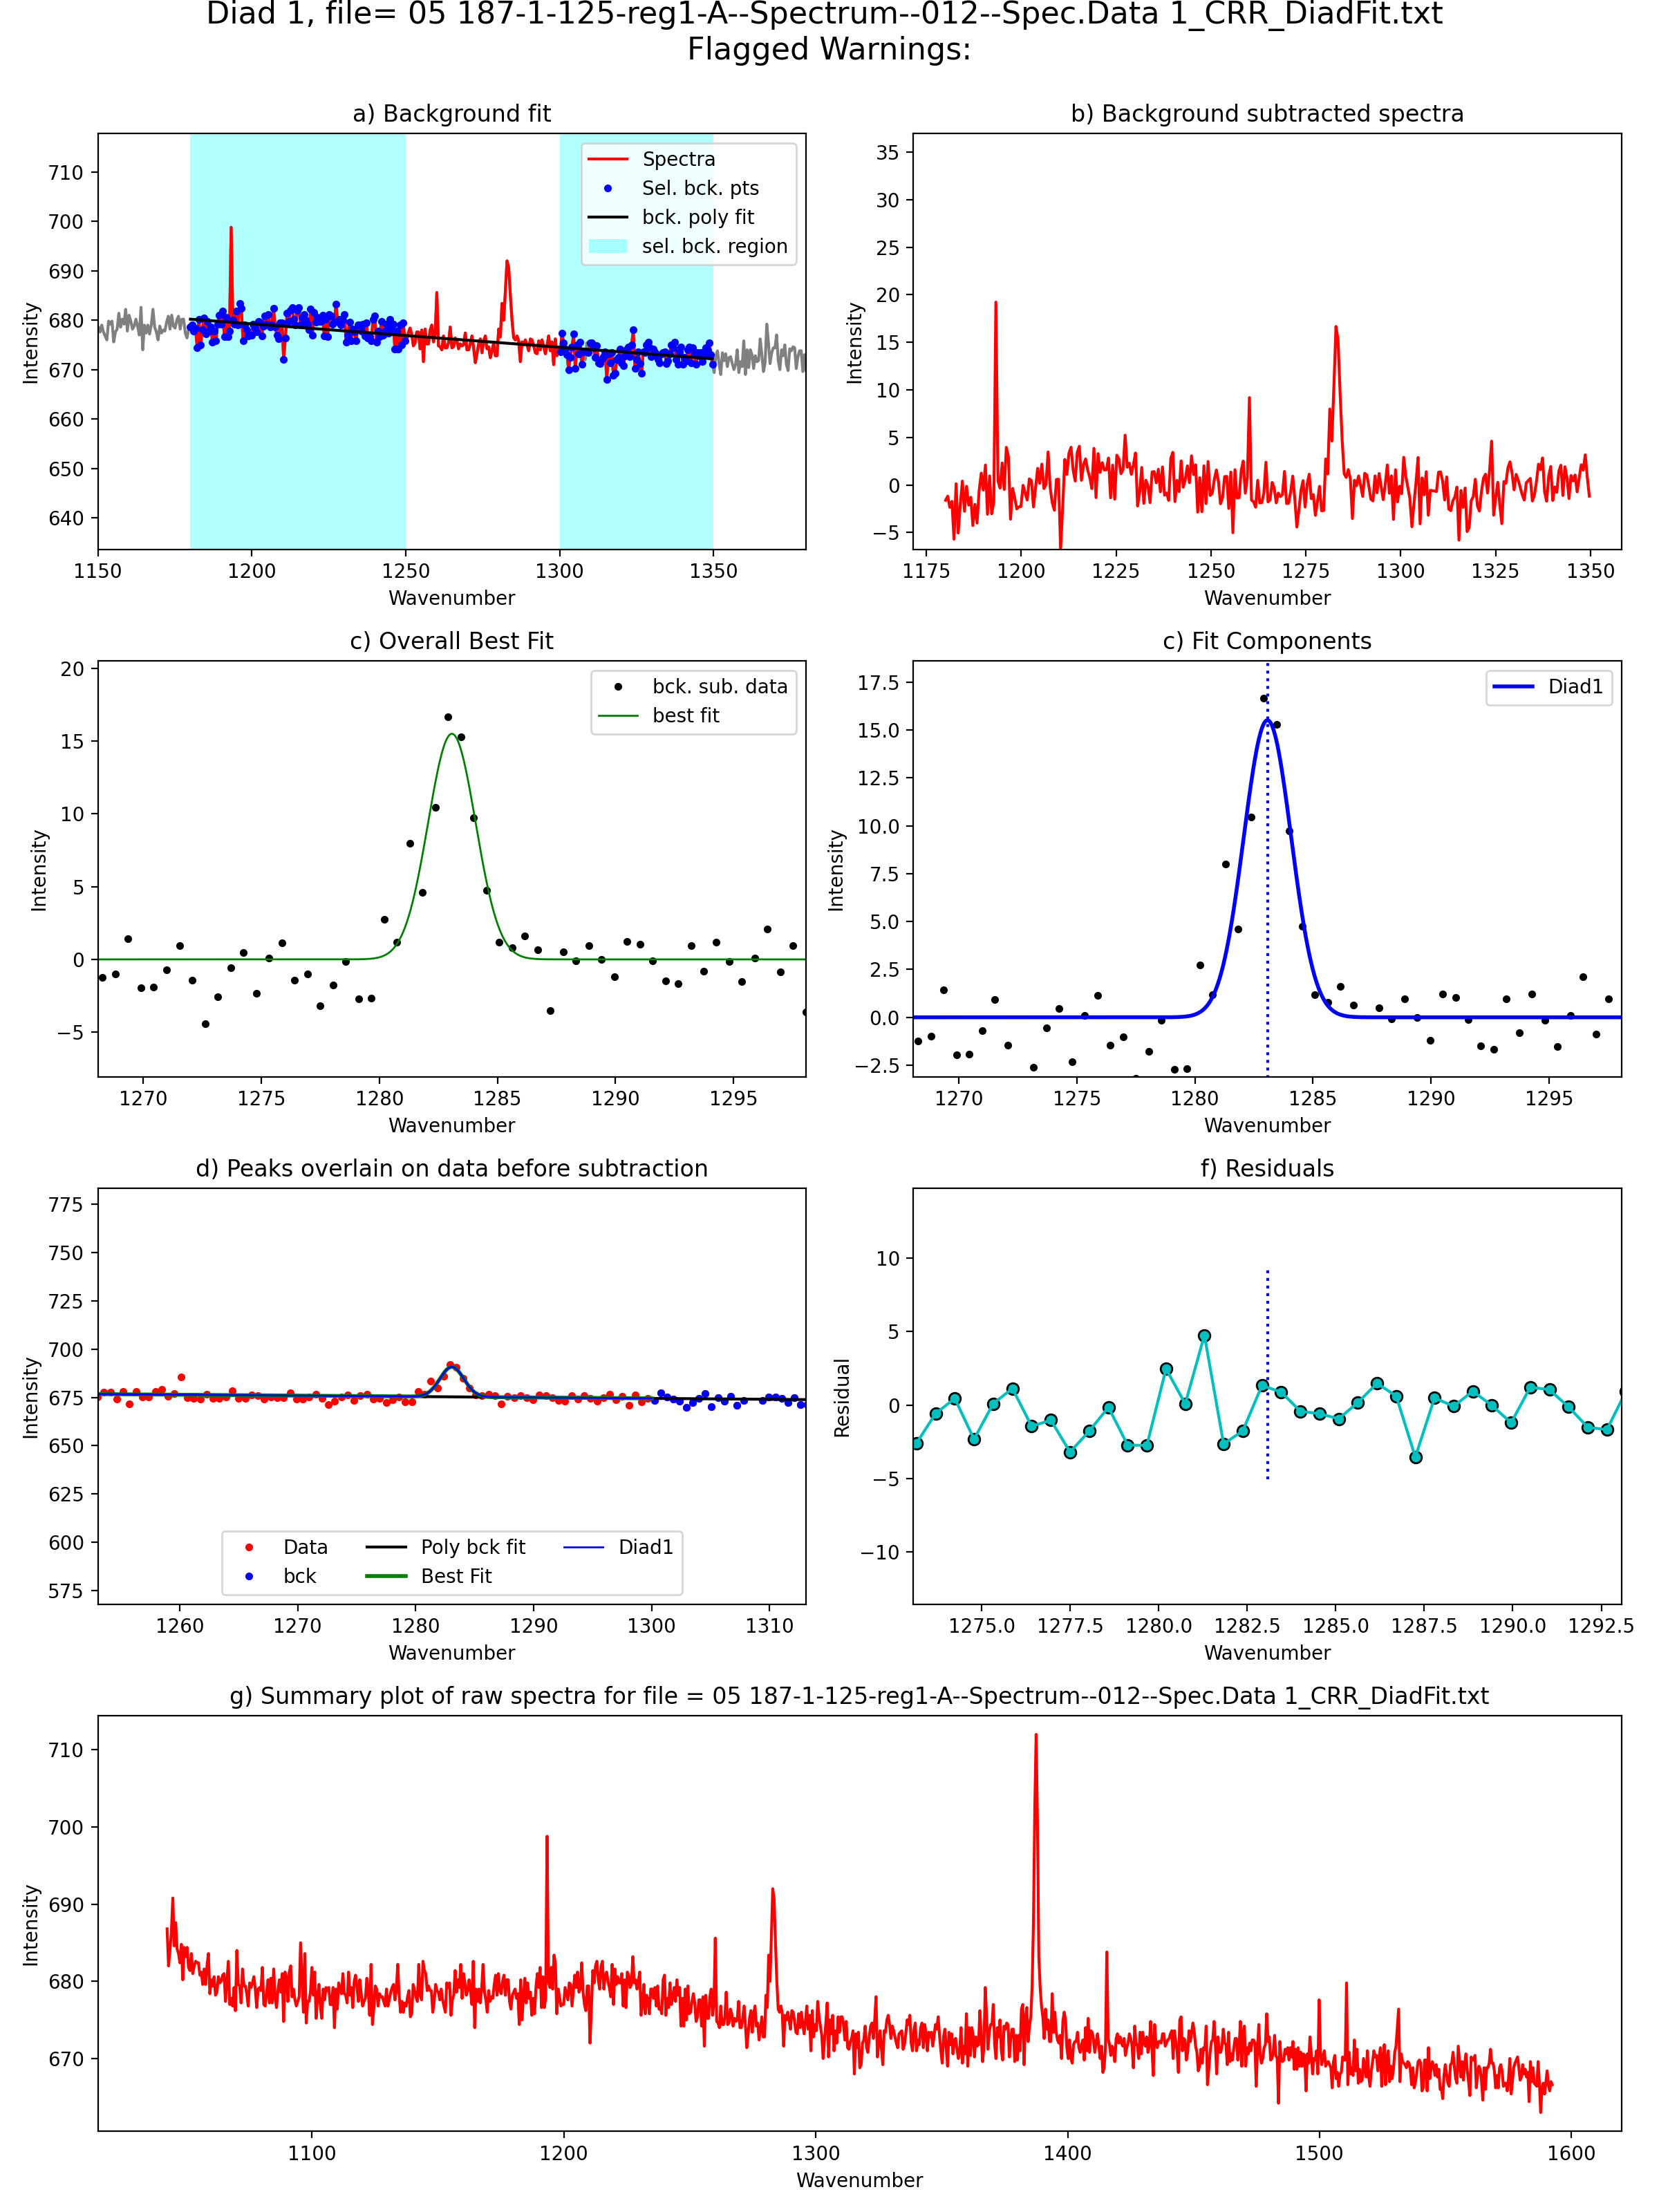 Diad 1, file= 05 187-1-125-reg1-A--Spectrum--012--Spec.Data 1_CRR_DiadFit.txt
Flagged Warnings:
a) Background fit
710
700
690
680
670
660
650
640
Intensity
Spectra
Sel. bck. pts
bck. poly fit
sel. bck. region
1150 1200 1250 1300 1350
Wavenumber
b) Background subtracted spectra
35
30
25
20
15
10
5
0
−5
Intensity
1175 1200 1225 1250 1275 1300 1325 1350
Wavenumber
c) Overall Best Fit
20
15
10
5
0
−5
Intensity
bck. sub. data
best fit
1270 1275 1280 1285 1290 1295
Wavenumber
c) Fit Components
17.5
15.0
12.5
10.0
7.5
5.0
2.5
0.0
−2.5
Intensity
Diad1
1270 1275 1280 1285 1290 1295
Wavenumber
d) Peaks overlain on data before subtraction
775
750
725
700
675
650
625
600
575
Intensity
Data
bck
Poly bck fit
Best Fit
Diad1
1260 1270 1280 1290 1300 1310
Wavenumber
f) Residuals
10
5
0
−5
−10
Residual
1275.0 1277.5 1280.0 1282.5 1285.0 1287.5 1290.0 1292.5
Wavenumber
g) Summary plot of raw spectra for file = 05 187-1-125-reg1-A--Spectrum--012--Spec.Data 1_CRR_DiadFit.txt
710
700
690
680
670
Intensity
1100 1200 1300 1400 1500 1600
Wavenumber